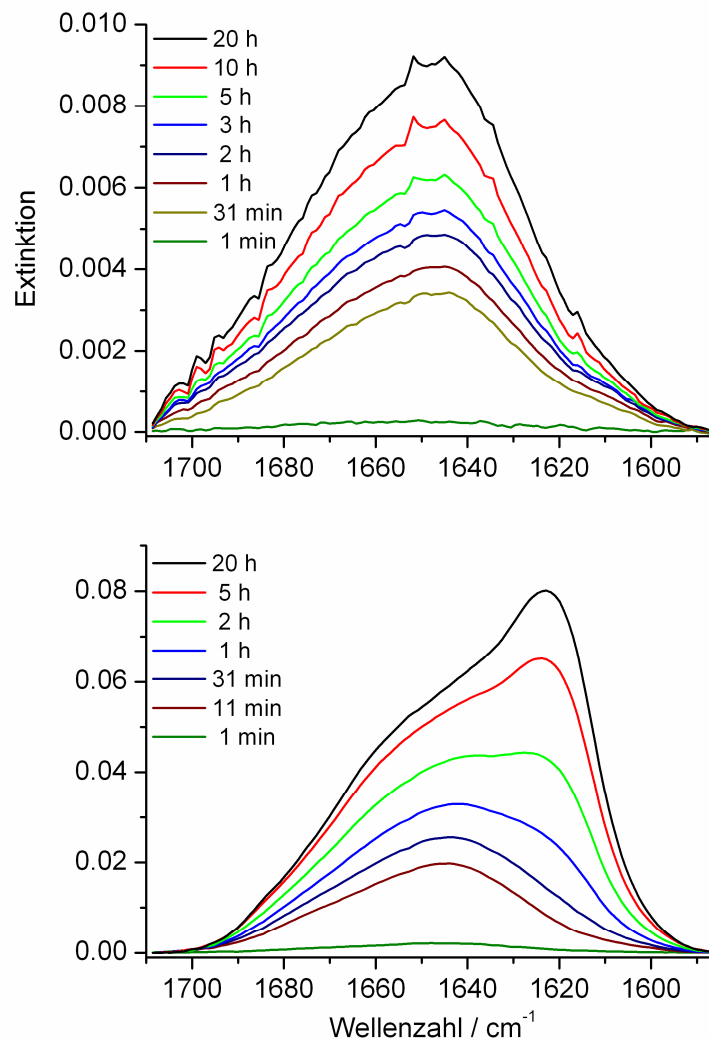 0.010
0.008
0.006
0.004
0.002
0.000
Extinktion
20 h
10 h
5 h
3 h
2 h
1 h
31 min
1 min
1700 1680 1660 1640 1620 1600
0.08
0.06
0.04
0.02
0.00
20 h
5 h
2 h
1 h
31 min
11 min
1 min
1700 1680 1660 1640 1620 1600
Wellenzahl / cm⁻¹